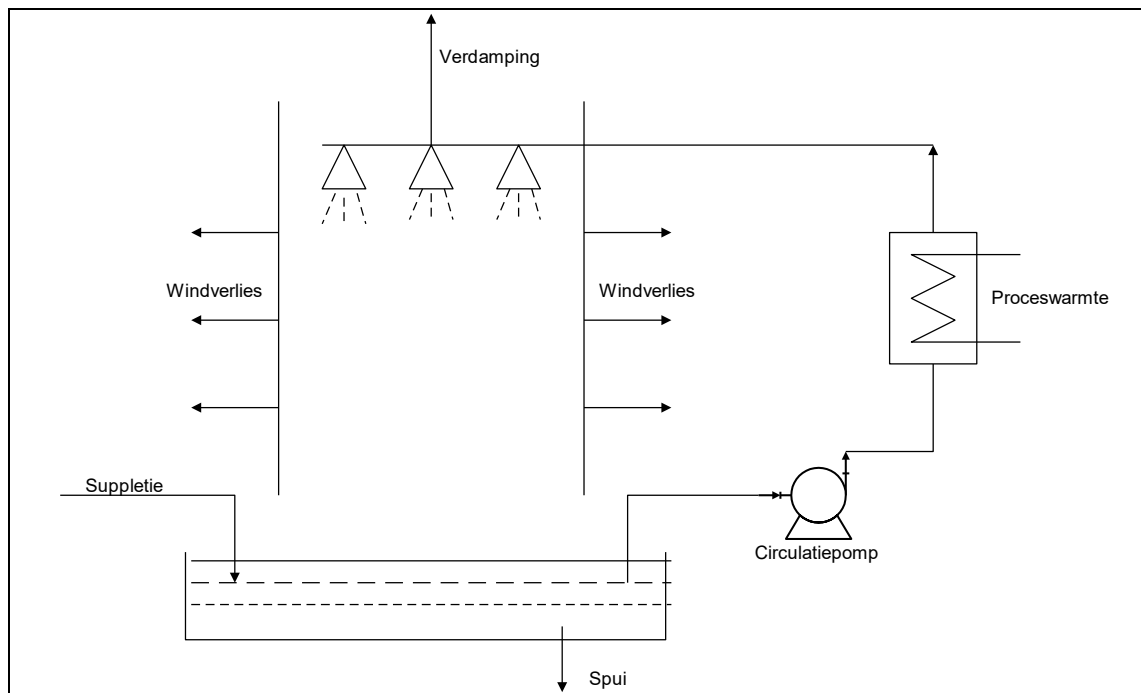 Verdamping
Windverlies
Windverlies
Proceswarmte
Suppletie
Circulatiepomp
Spui